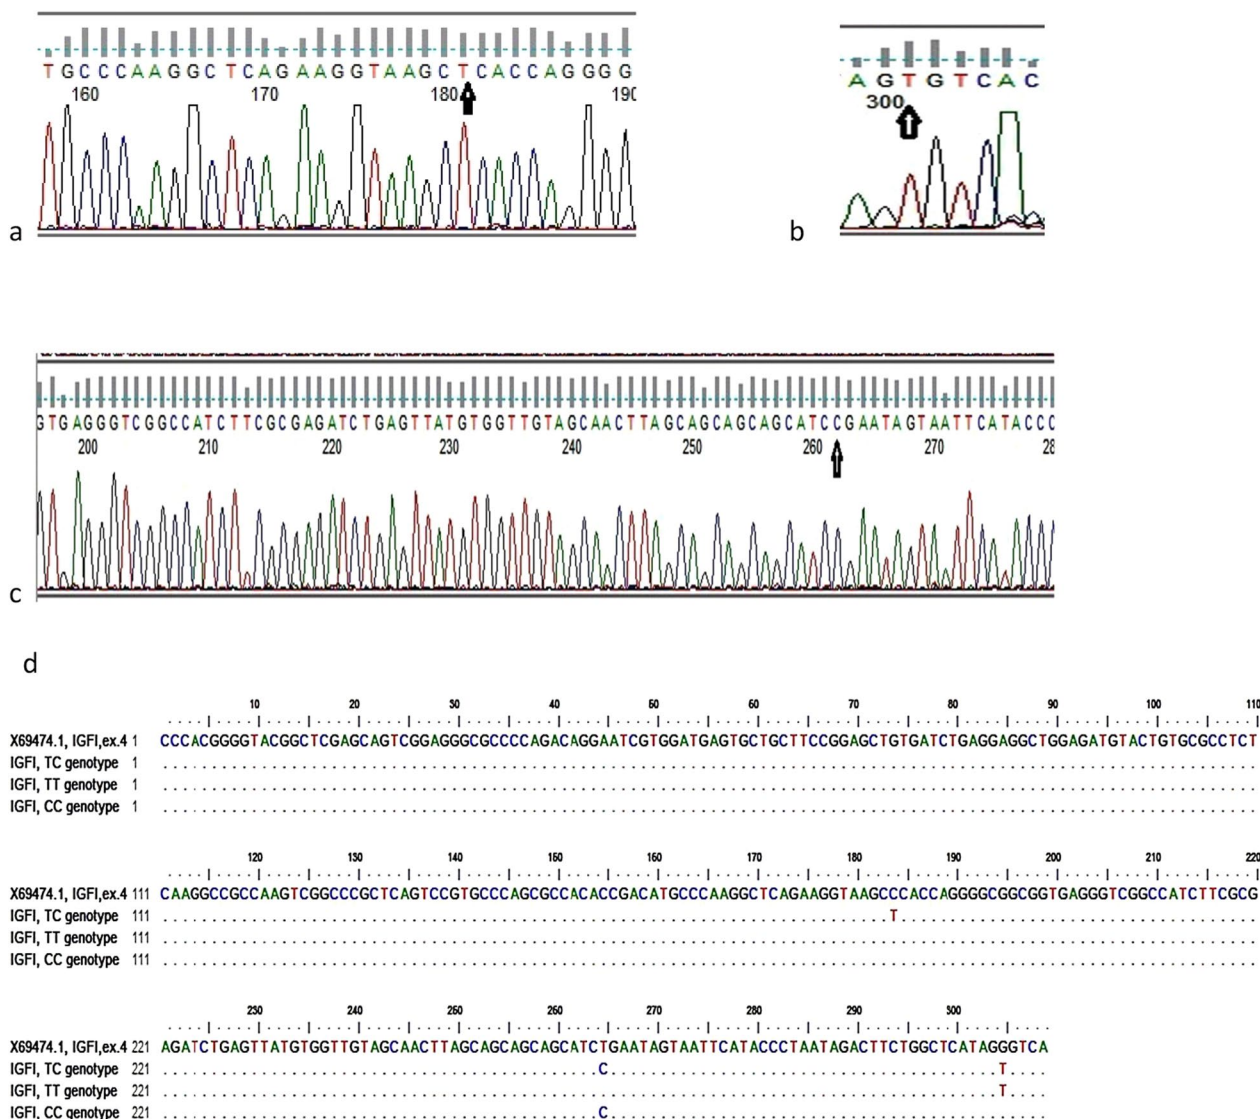 T G C C C A A G G C T C A G A A G G T A A G C T C A C C A G G G G
160 170 180 190
a
A G T G T C A C
300
b
GTGAGGGTCGGCCATCTTCGCGAGATCTGAGTTATGTGGTTGTAGCAACTTAGCAGCAGCAGCATCCGAATAGTAATTCATACCC
200 210 220 230 240 250 260 270 28
c
d
10 20 30 40 50 60 70 80 90 100 110
X69474.1, IGFI,ex.4 1 CCCACGGGGTACGGCTCGAGCAGTCGGAGGGCGCCCCAGACAGGAATCGTGGATGAGTGCTGCTTCCGGAGCTGTGATCTGAGGAGGCTGGAGATGTACTGTGCGCCTCT
IGFI, TC genotype 1
IGFI, TT genotype 1
IGFI, CC genotype 1
120 130 140 150 160 170 180 190 200 210 220
X69474.1, IGFI,ex.4 111 CAAGGCCGCCAAGTCGGCCCGCTCAGTCCGTGCCCAGCGCCACACCGACATGCCCAAGGCTCAGAAGGTAAGCCCACCAGGGGCGGCGGTGAGGGTCGGCCATCTTCGCG
IGFI, TC genotype 111 T
IGFI, TT genotype 111
IGFI, CC genotype 111
230 240 250 260 270 280 290 300
X69474.1, IGFI,ex.4 221 AGATCTGAGTTATGTGGTTGTAGCAACTTAGCAGCAGCAGCATCTGAATAGTAATTCATACCCTAATAGACTTCTGGCTCATAGGGTCA
IGFI, TC genotype 221 C T
IGFI, TT genotype 221 T
IGFI, CC genotype 221 C